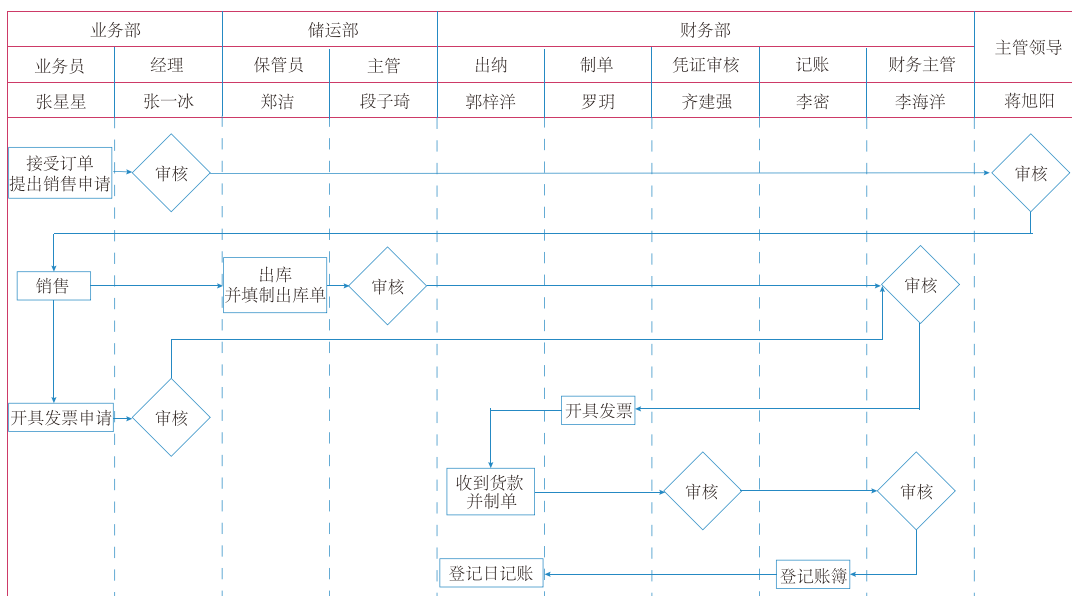 业务部 储运部 财务部 主管领导
业务员 经理 保管员 主管 出纳 制单 凭证审核 记账 财务主管
张星星 张一冰 郑洁 段子琦 郭梓洋 罗玥 齐建强 李密 李海洋 蒋旭阳
接受订单
提出销售申请
审核
审核
销售
出库
并填制出库单
审核
审核
开具发票申请
审核
开具发票
收到货款
并制单
审核
审核
登记日记账
登记账簿